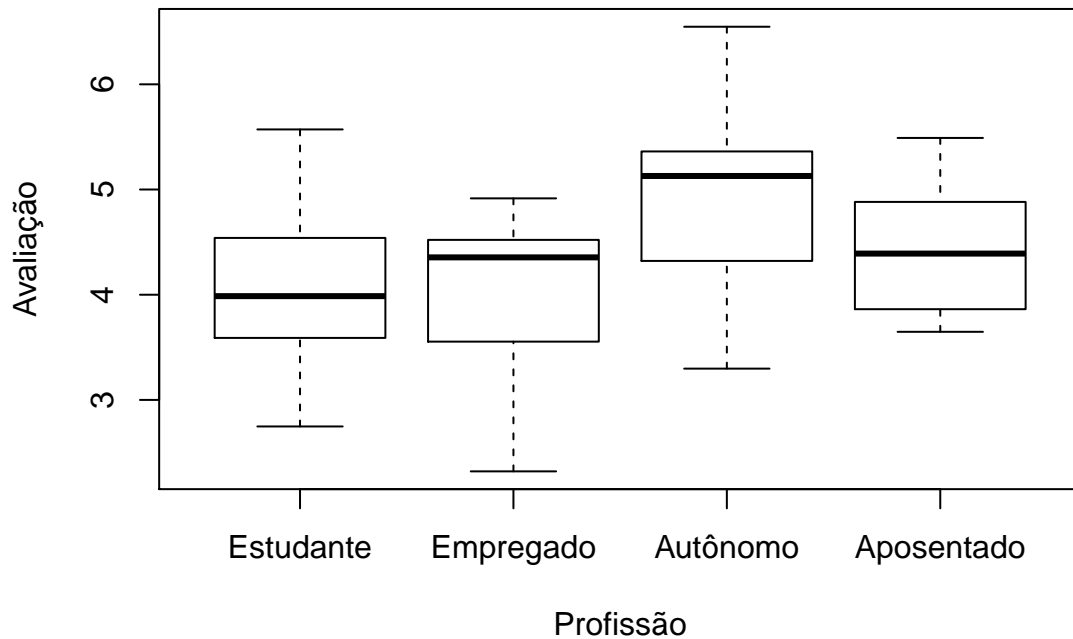 Avaliação
6
5
4
3
Estudante
Empregado
Autônomo
Aposentado
Profissão